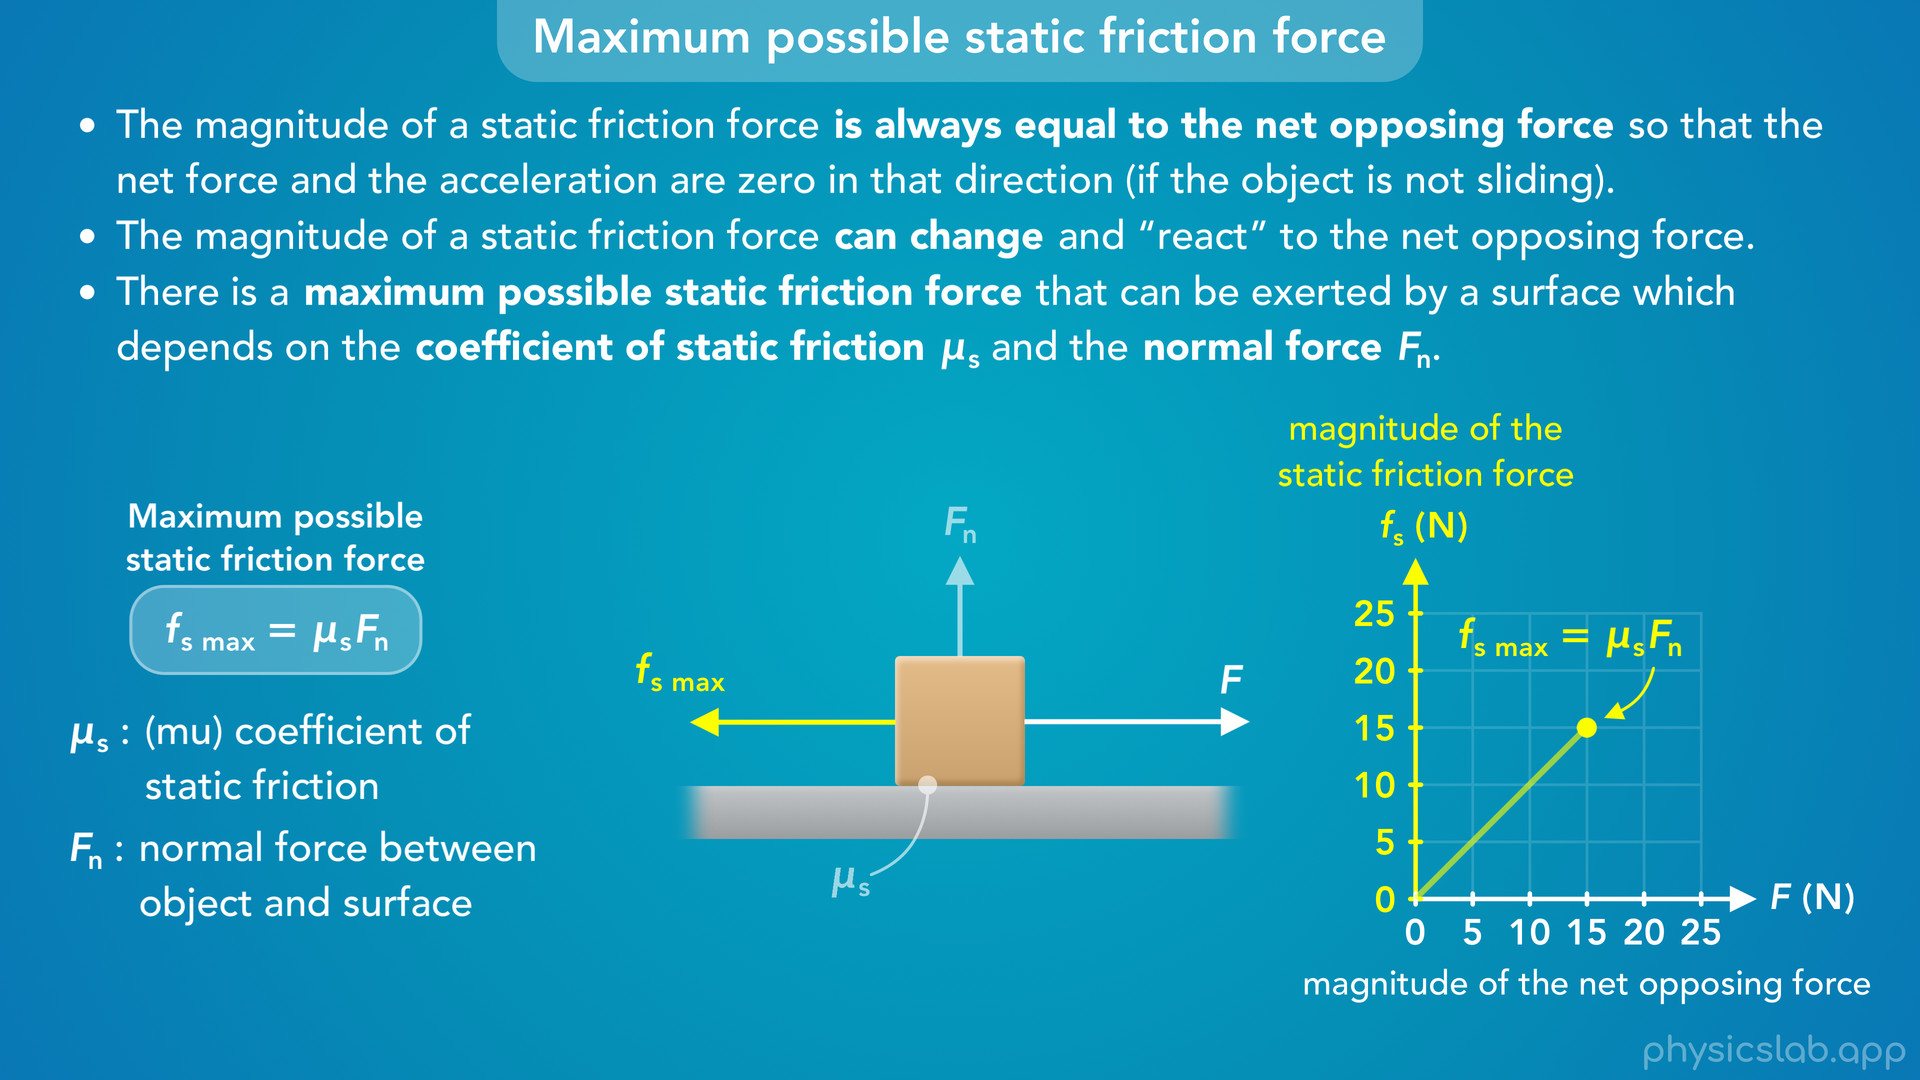 Maximum possible static friction force
• The magnitude of a static friction force is always equal to the net opposing force so that the
net force and the acceleration are zero in that direction (if the object is not sliding).
• The magnitude of a static friction force can change and “react” to the net opposing force.
• There is a maximum possible static friction force that can be exerted by a surface which
depends on the coefficient of static friction μs and the normal force Fn.
Maximum possible
static friction force
fs max = μsFn
μs : (mu) coefficient of
static friction
Fn : normal force between
object and surface
Fn
fs max
F
μs
magnitude of the
static friction force
fs (N)
25
fs max = μsFn
20
15
10
5
0
F (N)
0 5 10 15 20 25
magnitude of the net opposing force
physicslab.app